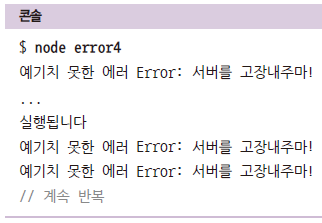 콘솔
$ node error4
예기치 못한 에러 Error: 서버를 고장내주마!
...
실행됩니다
예기치 못한 에러 Error: 서버를 고장내주마!
예기치 못한 에러 Error: 서버를 고장내주마!
// 계속 반복